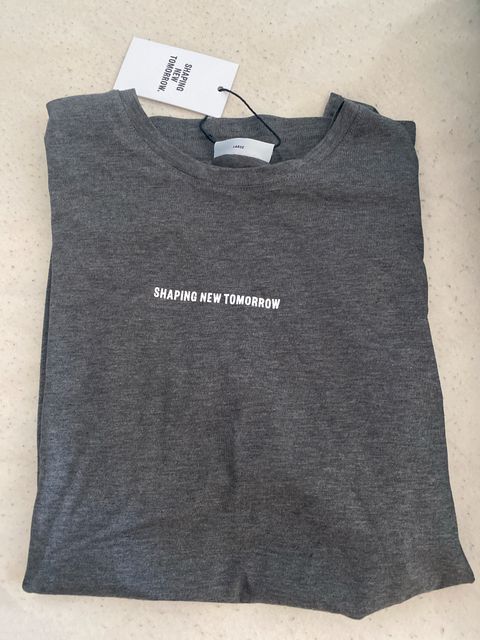 SHAPING
NEW
TOMORROW.
LARGE
SHAPING NEW TOMORROW